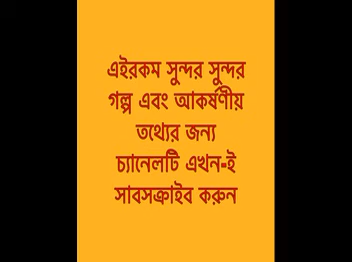 এইরকম সুন্দর সুন্দর
গল্প এবং আকর্ষণীয়
তথ্যের জন্য
চ্যানেলটি এখন-ই
সাবসক্রাইব করুন